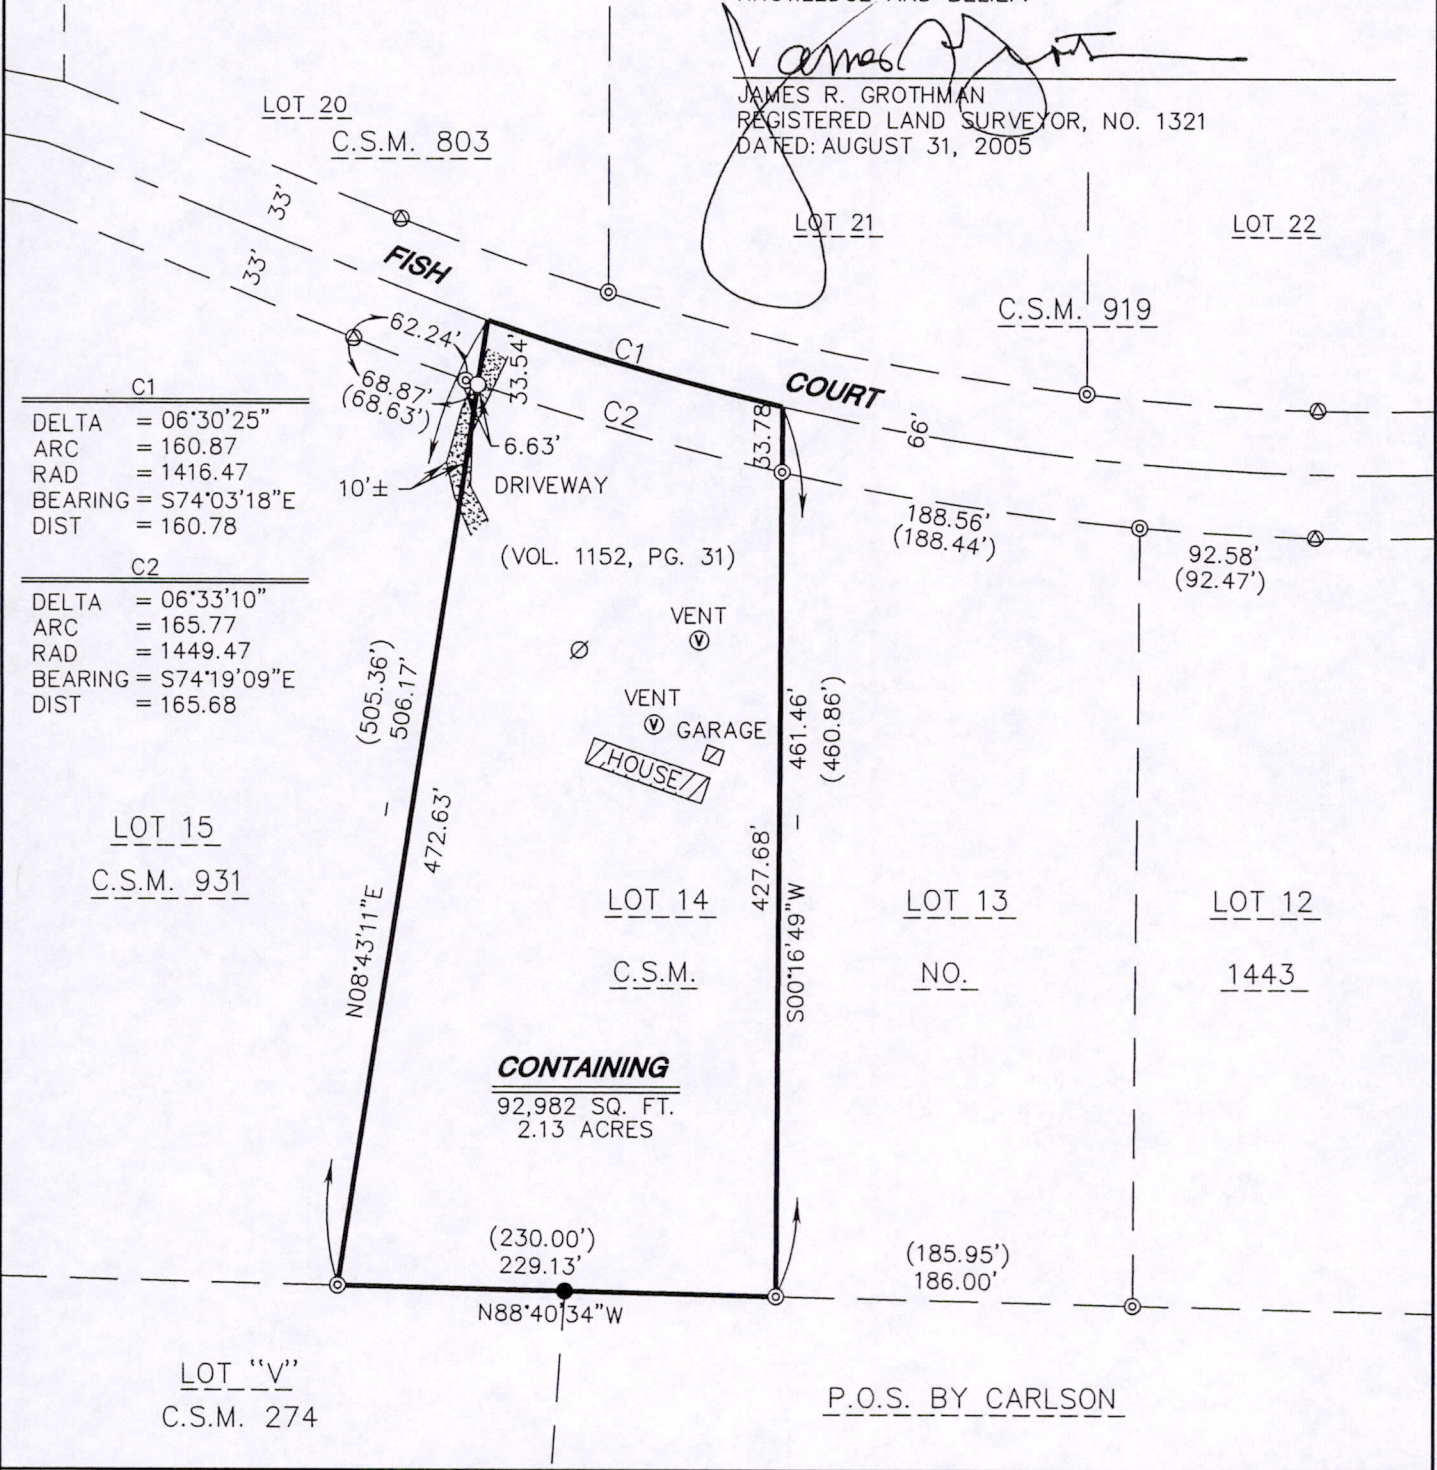 KNOWLEDGE AND BELIEF.
James R. Grothman
JAMES R. GROTHMAN
REGISTERED LAND SURVEYOR, NO. 1321
DATED: AUGUST 31, 2005
LOT 20
C.S.M. 803
LOT 21
LOT 22
C.S.M. 919
33'
33'
FISH
COURT
62.24'
68.87'
(68.63')
33.54'
C1
C2
6.63'
10'±
DRIVEWAY
33.78
66'
188.56'
(188.44')
92.58'
(92.47')
C1
DELTA = 06°30'25"
ARC = 160.87
RAD = 1416.47
BEARING = S74°03'18"E
DIST = 160.78
C2
DELTA = 06°33'10"
ARC = 165.77
RAD = 1449.47
BEARING = S74°19'09"E
DIST = 165.68
(VOL. 1152, PG. 31)
VENT
V
VENT
V
GARAGE
HOUSE
(505.36")
506.17'
472.63'
N08°43'11"E –
461.46'
(460.86')
427.68'
S00°16'49"W –
LOT 15
C.S.M. 931
LOT 14
LOT 13
LOT 12
C.S.M.
NO.
1443
CONTAINING
92,982 SQ. FT.
2.13 ACRES
(230.00')
229.13'
N88°40'34"W
(185.95')
186.00'
LOT "V"
C.S.M. 274
P.O.S. BY CARLSON